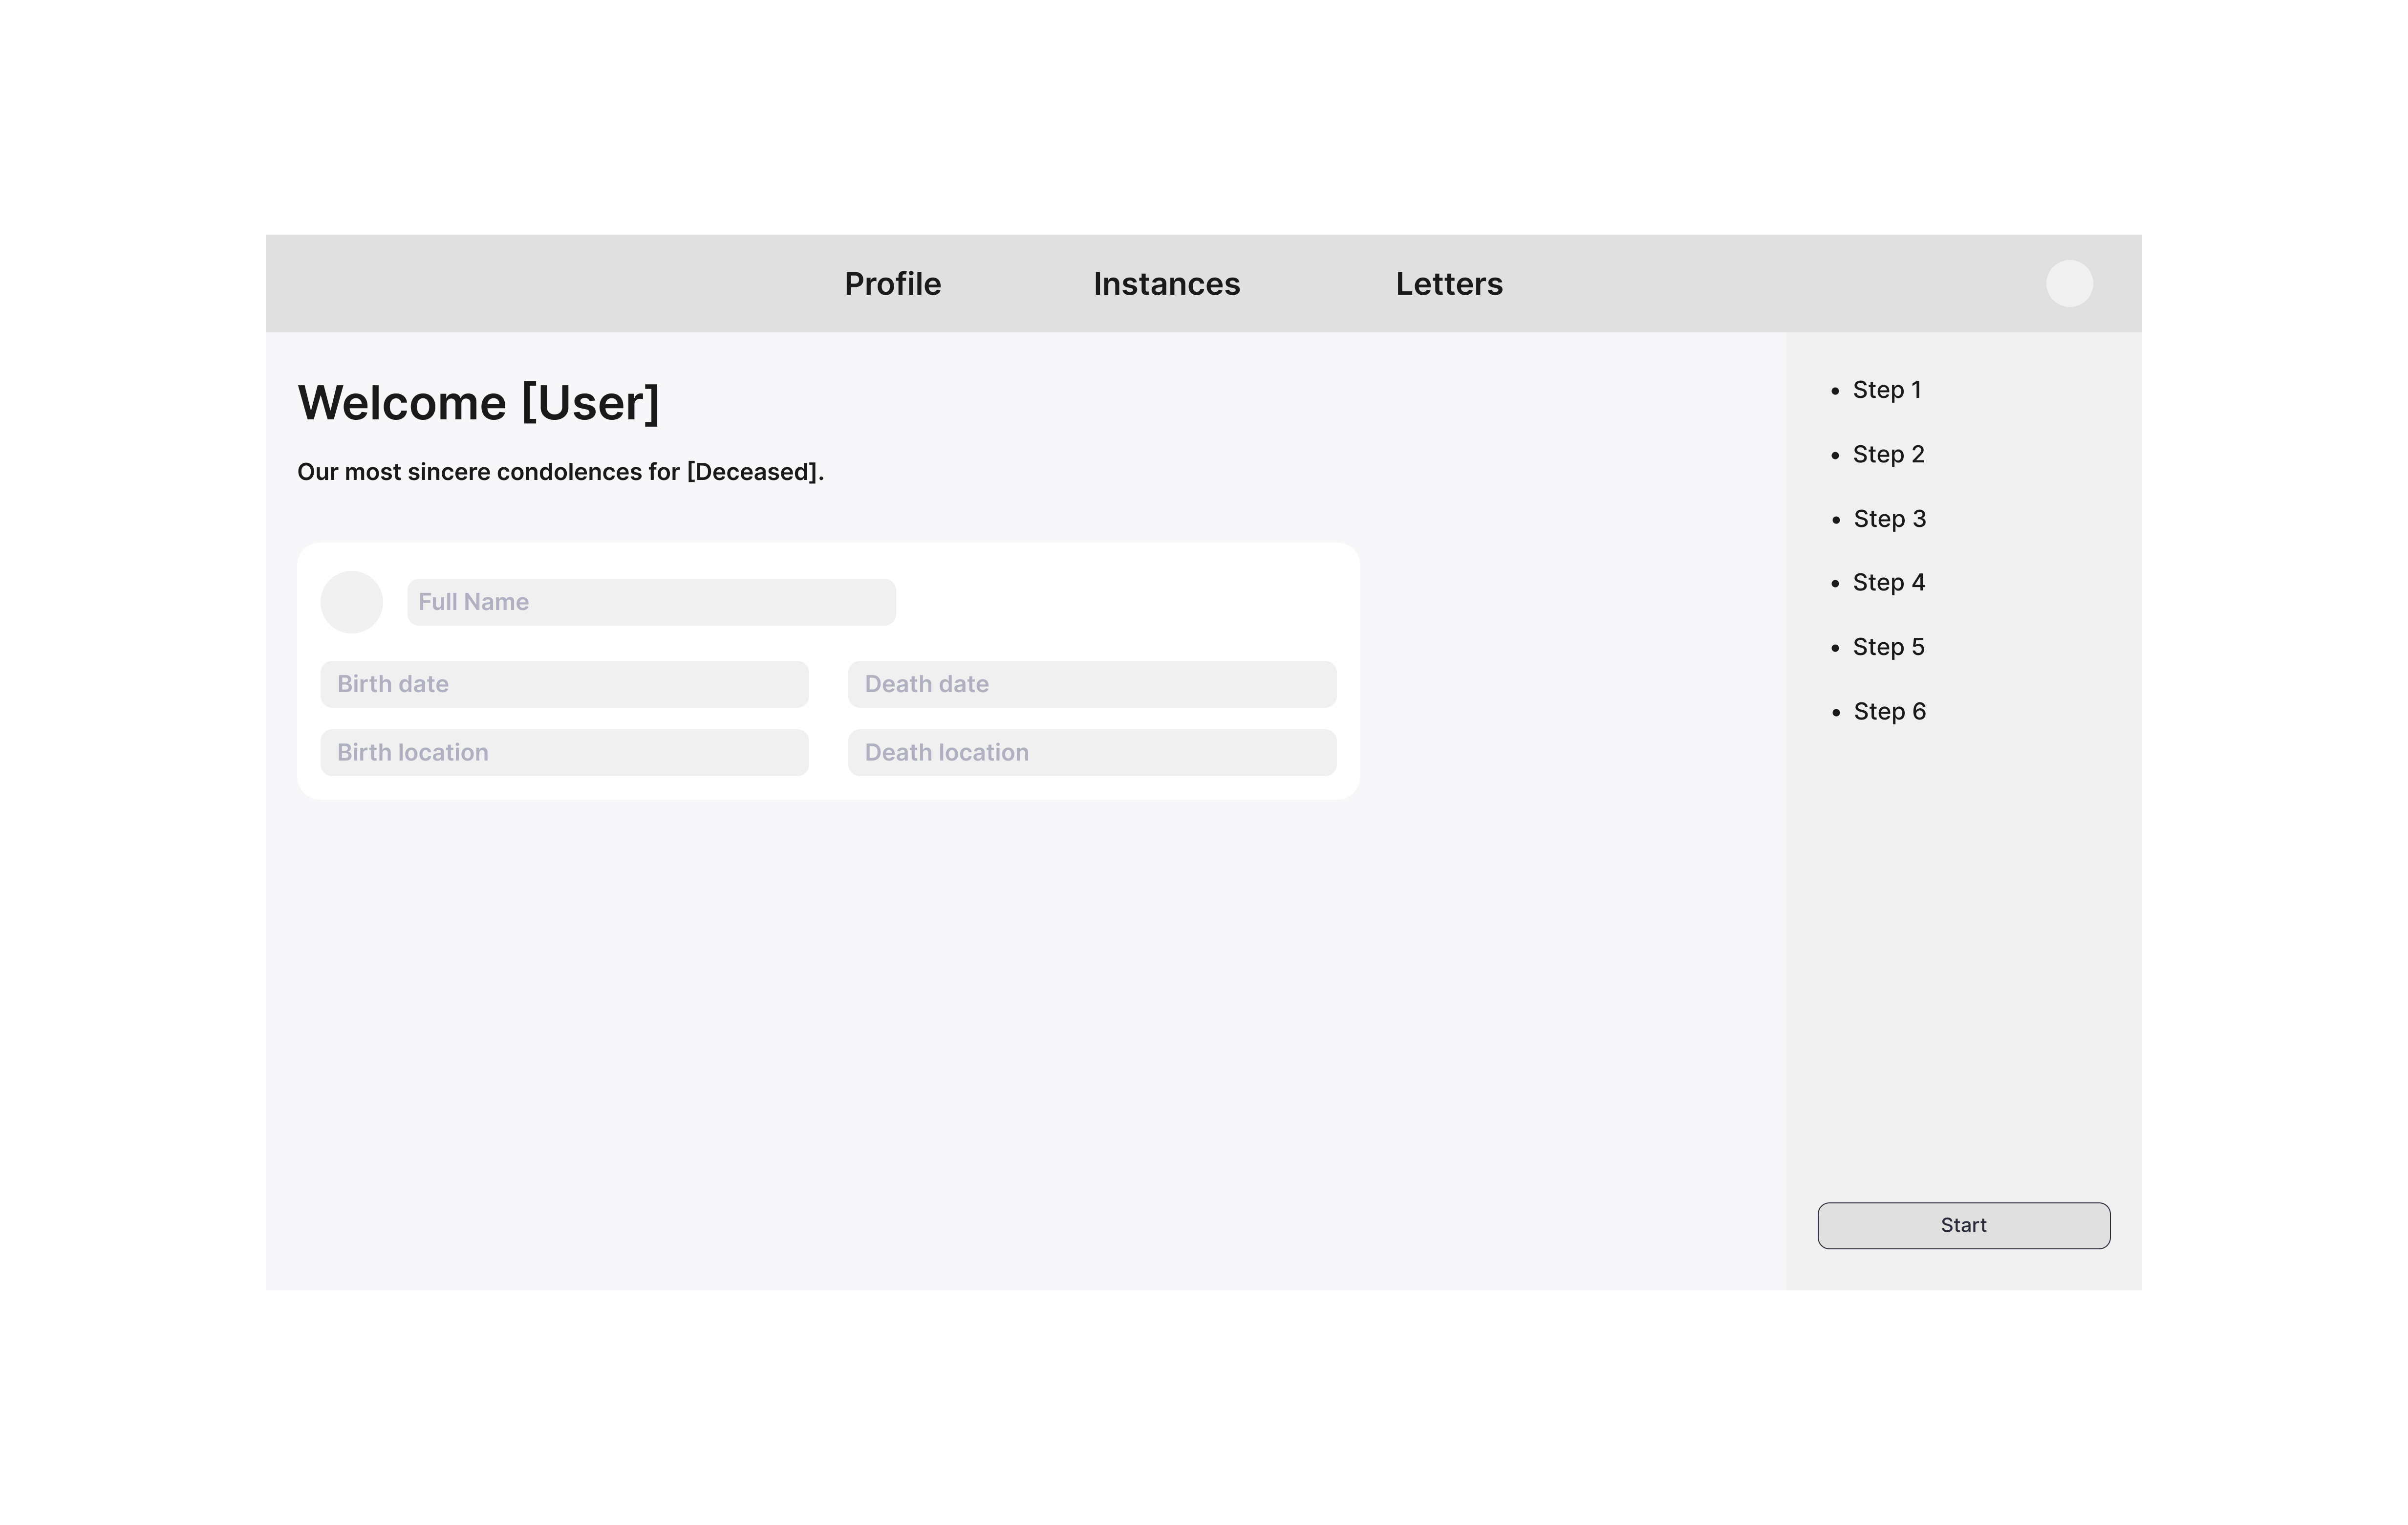 Profile Instances Letters
Welcome [User]
Our most sincere condolences for [Deceased].
Full Name
Birth date
Death date
Birth location
Death location
• Step 1
• Step 2
• Step 3
• Step 4
• Step 5
• Step 6
Start